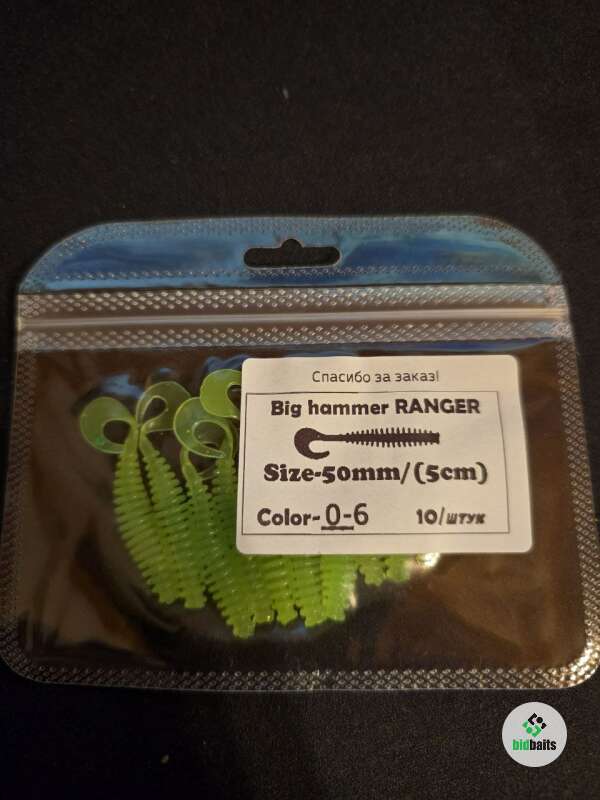 Спасибо за заказ!
Big hammer RANGER
Size-50mm/(5cm)
Color-0-6 10/штук
bidbaits